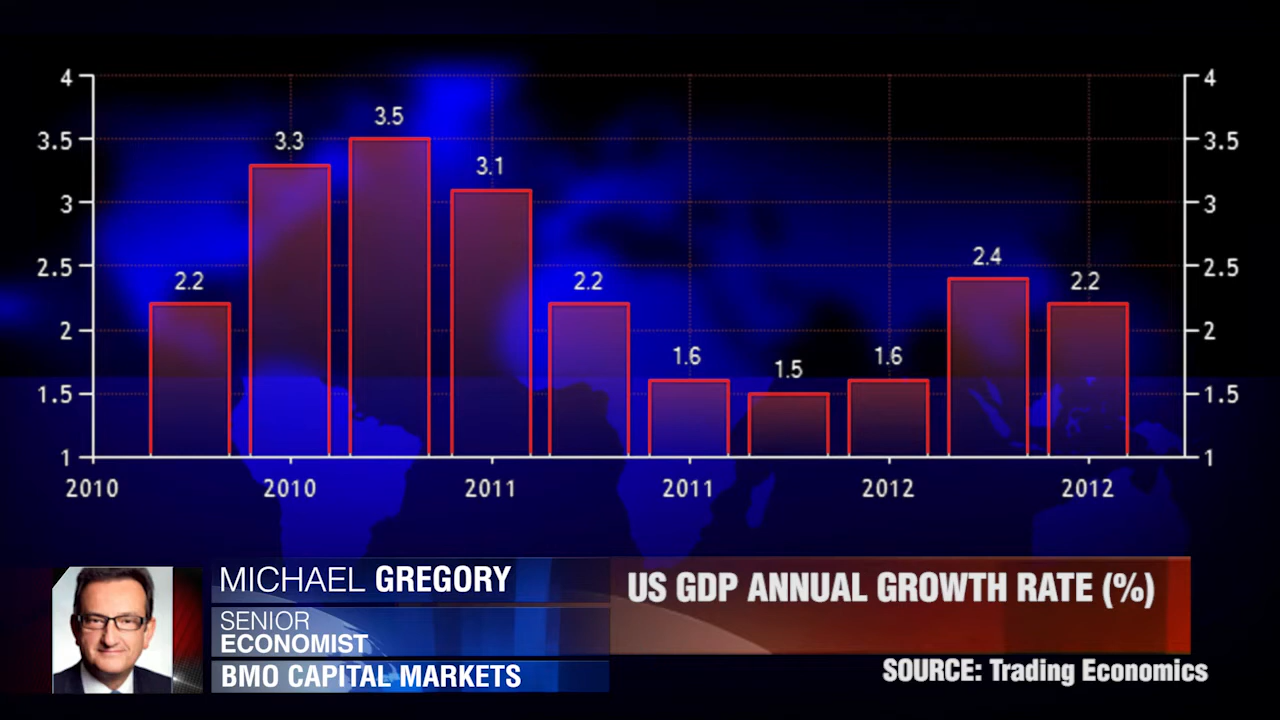 4 4
3.5
3.5 3.3 3.5
3.1
3 3
2.5 2.2 2.2 2.4 2.2 2.5
2 2
1.6 1.5 1.6
1.5 1.5
1 1
2010 2010 2011 2011 2012 2012
MICHAEL GREGORY
SENIOR
ECONOMIST
BMO CAPITAL MARKETS
US GDP ANNUAL GROWTH RATE (%)
SOURCE: Trading Economics